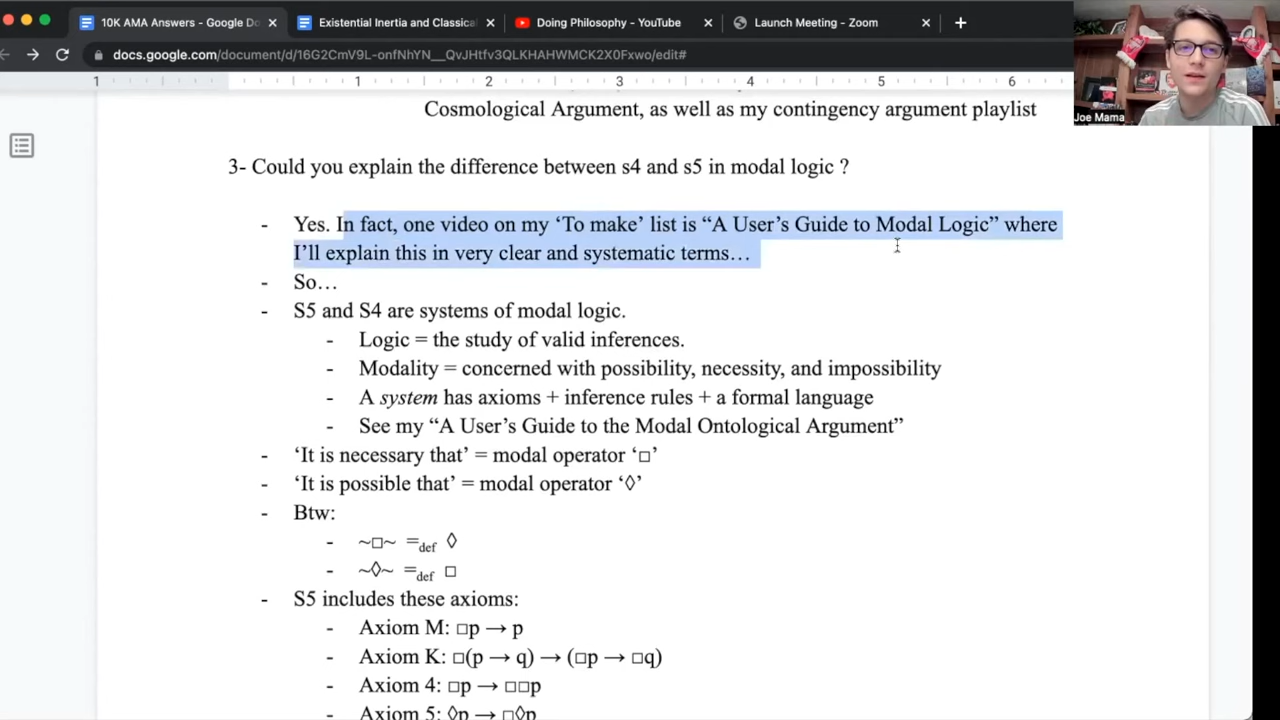 10K AMA Answers - Google Do
Existential Inertia and Classica
Doing Philosophy - YouTube
Launch Meeting - Zoom
docs.google.com/document/d/16G2CmV9L-mfNbYN__QvJHtfv3QLKHAHWMCK2X0Fxwo/edit#
1 1 2 3 4 5 6
Joe Mama
Cosmological Argument, as well as my contingency argument playlist
3- Could you explain the difference between s4 and s5 in modal logic ?
- Yes. In fact, one video on my ‘To make’ list is “A User’s Guide to Modal Logic” where
I’ll explain this in very clear and systematic terms…
- So…
- S5 and S4 are systems of modal logic.
- Logic = the study of valid inferences.
- Modality = concerned with possibility, necessity, and impossibility
- A system has axioms + inference rules + a formal language
- See my “A User’s Guide to the Modal Ontological Argument”
- ‘It is necessary that’ = modal operator ‘□’
- ‘It is possible that’ = modal operator ‘◊’
- Btw:
- ~□~ =def ◊
- ~◊~ =def □
- S5 includes these axioms:
- Axiom M: □p → p
- Axiom K: □(p → q) → (□p → □q)
- Axiom 4: □p → □□p
- Axiom 5: ◊p → □◊p